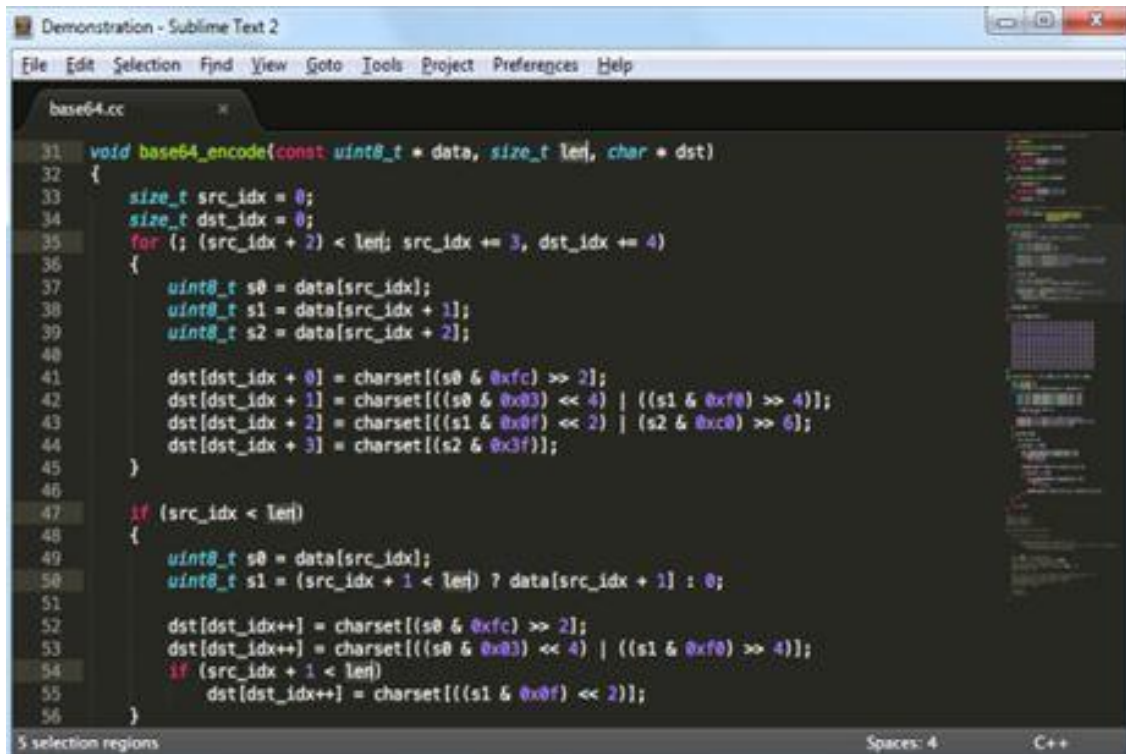 Demonstration - Sublime Text 2
File Edit Selection Find View Goto Tools Project Preferences Help
base64.cc ×
31 void base64_encode(const uint8_t * data, size_t len, char * dst)
32 {
33 size_t src_idx = 0;
34 size_t dst_idx = 0;
35 for (; (src_idx + 2) < len; src_idx += 3, dst_idx += 4)
36 {
37 uint8_t s0 = data[src_idx];
38 uint8_t s1 = data[src_idx + 1];
39 uint8_t s2 = data[src_idx + 2];
40
41 dst[dst_idx + 0] = charset[(s0 & 0xfc) >> 2];
42 dst[dst_idx + 1] = charset[((s0 & 0x03) << 4) | ((s1 & 0xf0) >> 4)];
43 dst[dst_idx + 2] = charset[((s1 & 0x0f) << 2) | (s2 & 0xc0) >> 6];
44 dst[dst_idx + 3] = charset[(s2 & 0x3f)];
45 }
46
47 if (src_idx < len)
48 {
49 uint8_t s0 = data[src_idx];
50 uint8_t s1 = (src_idx + 1 < len) ? data[src_idx + 1] : 0;
51
52 dst[dst_idx++] = charset[(s0 & 0xfc) >> 2];
53 dst[dst_idx++] = charset[((s0 & 0x03) << 4) | ((s1 & 0xf0) >> 4)];
54 if (src_idx + 1 < len)
55 dst[dst_idx++] = charset[((s1 & 0x0f) << 2)];
56 }
5 selection regions Spaces: 4 C++